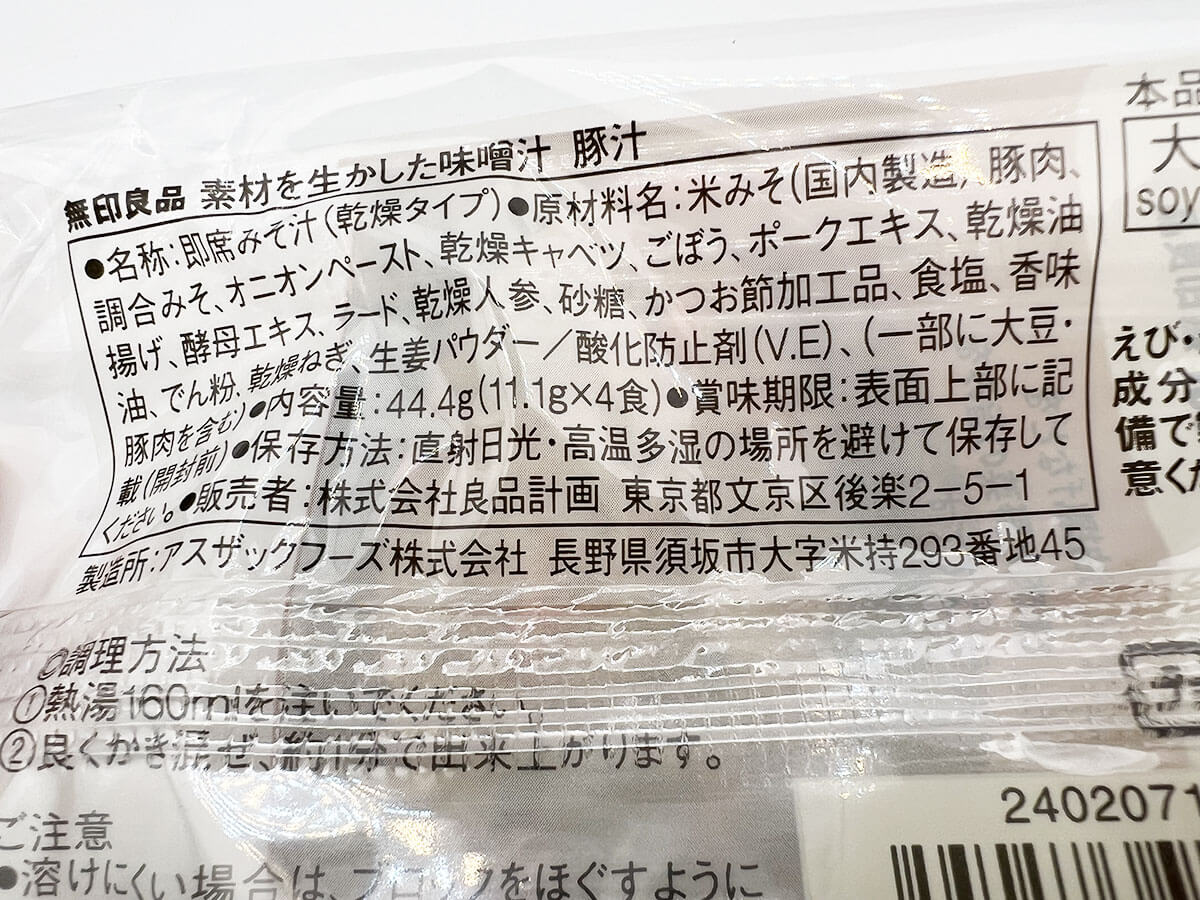 無印良品 素材を生かした味噌汁 豚汁
●名称:即席みそ汁(乾燥タイプ)●原材料名:米みそ(国内製造)、豚肉、
調合みそ、オニオンペースト、乾燥キャベツ、ごぼう、ポークエキス、乾燥油
揚げ、酵母エキス、ラード、乾燥人参、砂糖、かつお節加工品、食塩、香味
油、でん粉、乾燥ねぎ、生姜パウダー/酸化防止剤(V.E)、(一部に大豆・
豚肉を含む)●内容量:44.4g(11.1g×4食)●賞味期限:表面上部に記
載(開封前)●保存方法:直射日光・高温多湿の場所を避けて保存して
ください。●販売者:株式会社良品計画 東京都文京区後楽2−5−1
製造所:アスザックフーズ株式会社 長野県須坂市大字米持293番地45
◎調理方法
①熱湯160mlを注いでください。
②良くかき混ぜ、約1分で出来上がります。
ご注意
●溶けにくい場合は、ブロックをほぐすように
本品
大
soy
えび・
成分
備で
意くだ
2402071